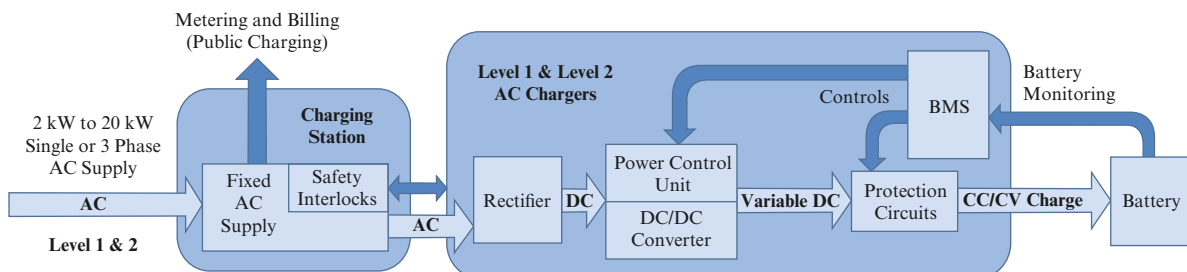 Metering and Billing
(Public Charging)
2 kW to 20 kW
Single or 3 Phase
AC Supply
AC
Level 1 & 2
Charging
Station
Fixed
AC
Supply
Safety
Interlocks
AC
Level 1 & Level 2
AC Chargers
Rectifier
DC
Power Control
Unit
DC/DC
Converter
Variable DC
Controls
BMS
Protection
Circuits
Battery
Monitoring
CC/CV Charge
Battery